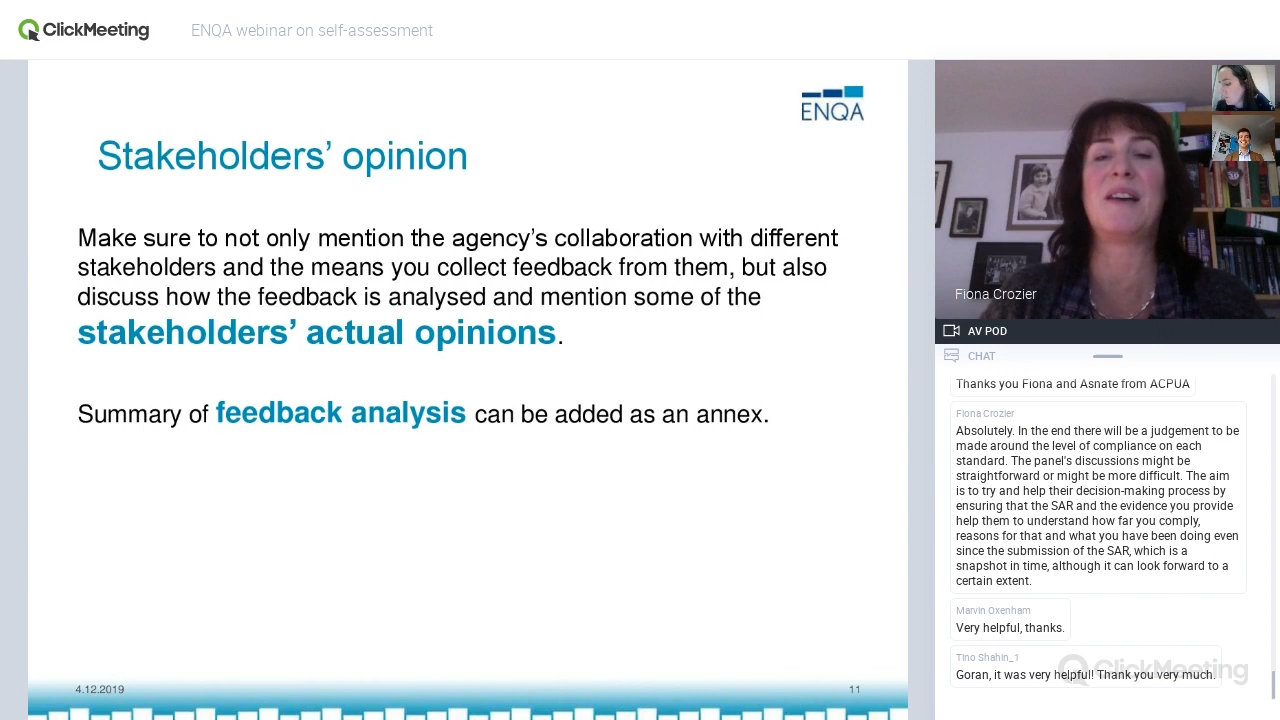 ClickMeeting
ENQA webinar on self-assessment
ENQA
Stakeholders’ opinion
Make sure to not only mention the agency’s collaboration with different
stakeholders and the means you collect feedback from them, but also
discuss how the feedback is analysed and mention some of the
stakeholders’ actual opinions.
Summary of feedback analysis can be added as an annex.
4.12.2019
11
Fiona Crozier
AV POD
CHAT
Thanks you Fiona and Asnate from ACPUA
Fiona Crozier
Absolutely. In the end there will be a judgement to be
made around the level of compliance on each
standard. The panel's discussions might be
straightforward or might be more difficult. The aim
is to try and help their decision-making process by
ensuring that the SAR and the evidence you provide
help them to understand how far you comply,
reasons for that and what you have been doing even
since the submission of the SAR, which is a
snapshot in time, although it can look forward to a
certain extent.
Marvin Oxenham
Very helpful, thanks.
Tino Shahin_1
Goran, it was very helpful! Thank you very much.
ClickMeeting